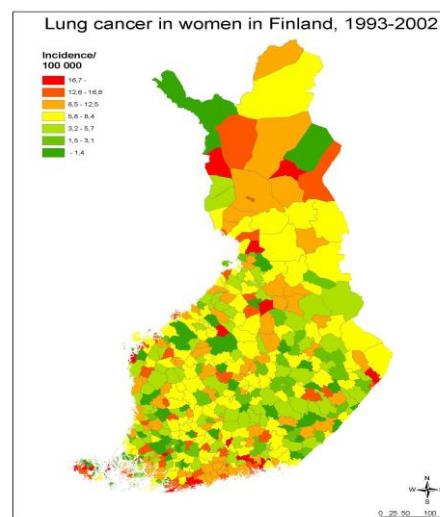 Lung cancer in women in Finland, 1993-2002
Incidence/
100 000
16,7 -
12,6 - 16,6
8,5 - 12,5
5,8 - 8,4
3,2 - 5,7
1,5 - 3,1
- 1,4
N
W
S
0 25 50 100